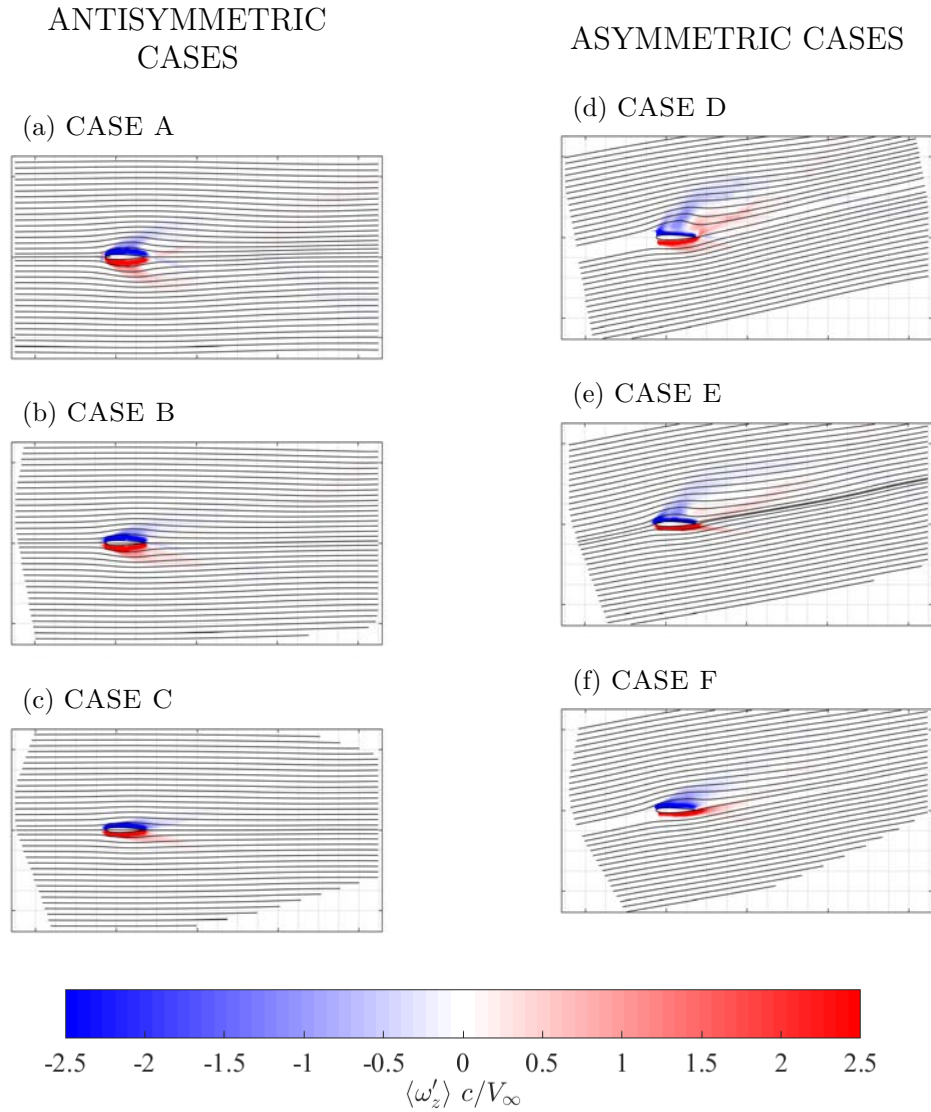 ANTISYMMETRIC
CASES
ASYMMETRIC CASES
(a) CASE A
(d) CASE D
(b) CASE B
(e) CASE E
(c) CASE C
(f) CASE F
-2.5 -2 -1.5 -1 -0.5 0 0.5 1 1.5 2 2.5
⟨ω′z⟩ c/V∞